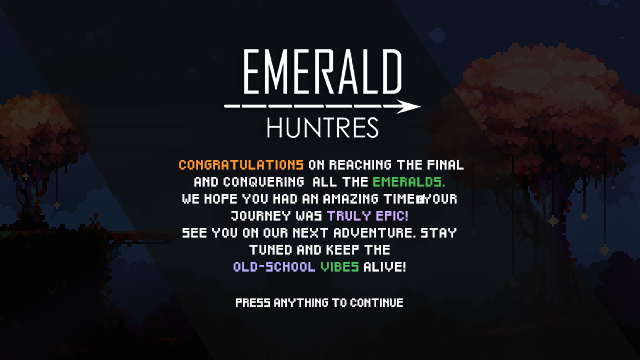 EMERALD
HUNTRES
CONGRATULATIONS ON REACHING THE FINAL
AND CONQUERING ALL THE EMERALDS.
WE HOPE YOU HAD AN AMAZING TIME YOUR
JOURNEY WAS TRULY EPIC!
SEE YOU ON OUR NEXT ADVENTURE. STAY
TUNED AND KEEP THE
OLD-SCHOOL VIBES ALIVE!
PRESS ANYTHING TO CONTINUE